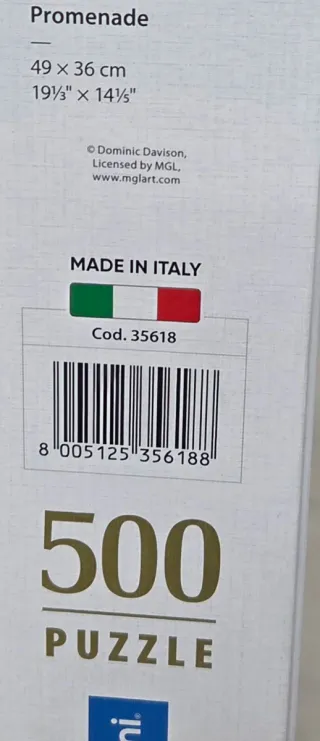 Promenade
49 × 36 cm
19⅓" × 14⅕"
© Dominic Davison,
Licensed by MGL,
www.mglart.com
MADE IN ITALY
Cod. 35618
8 005125 356188
500
PUZZLE
ni